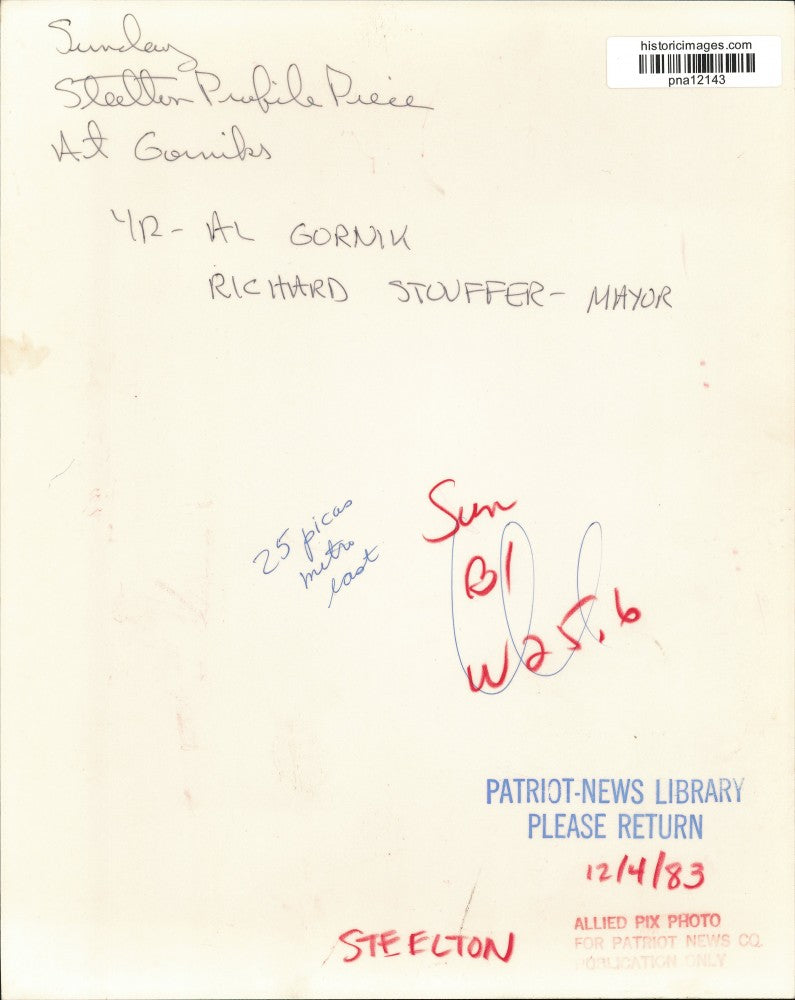 historicimages.com
pna12143
Sunday
Steelton Profile Piece
At Gorniks
L/R - AL GORNIK
RICHARD STOUFFER - MAYOR
25 picas
metro
east
Sun
B1
W25.6
PATRIOT-NEWS LIBRARY
PLEASE RETURN
12/4/83
ALLIED PIX PHOTO
FOR PATRIOT NEWS CO.
PUBLICATION ONLY
STEELTON